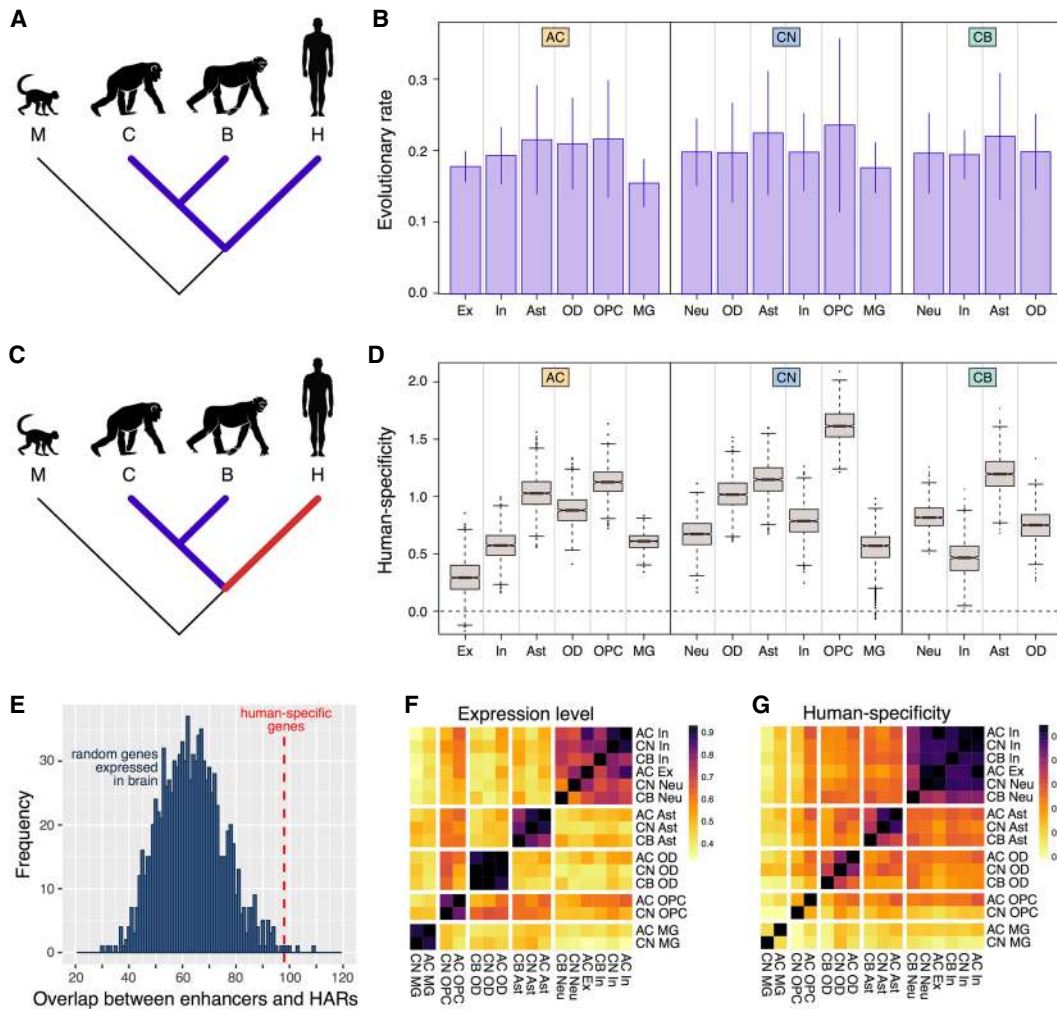 A
M
C
B
H
B
AC
CN
CB
Evolutionary rate
0.3
0.2
0.1
0.0
Ex In Ast OD OPC MG Neu OD Ast In OPC MG Neu In Ast OD
C
M
C
B
H
D
AC
CN
CB
Human-specificity
2.0
1.5
1.0
0.5
0.0
Ex In Ast OD OPC MG Neu OD Ast In OPC MG Neu In Ast OD
E
human-specific
genes
random genes
expressed
in brain
Frequency
30
20
10
0
20 40 60 80 100 120
Overlap between enhancers and HARs
F
Expression level
AC In
CN In
CB In
AC Ex
CN Neu
CB Neu
AC Ast
CN Ast
CB Ast
AC OD
CN OD
CB OD
AC OPC
CN OPC
AC MG
CN MG
0.9
0.8
0.7
0.6
0.5
0.4
CN MG
AC MG
CN OPC
AC OPC
CB OD
CN OD
AC OD
CB Ast
CN Ast
AC Ast
CB Neu
CN Neu
AC Ex
CB In
CN In
AC In
G
Human-specificity
AC In
CN In
CB In
AC Ex
CN Neu
CB Neu
AC Ast
CN Ast
CB Ast
AC OD
CN OD
CB OD
AC OPC
CN OPC
AC MG
CN MG
CN MG
AC MG
CN OPC
AC OPC
CB OD
CN OD
AC OD
CB Ast
CN Ast
AC Ast
CB Neu
CN Neu
AC Ex
CB In
CN In
AC In